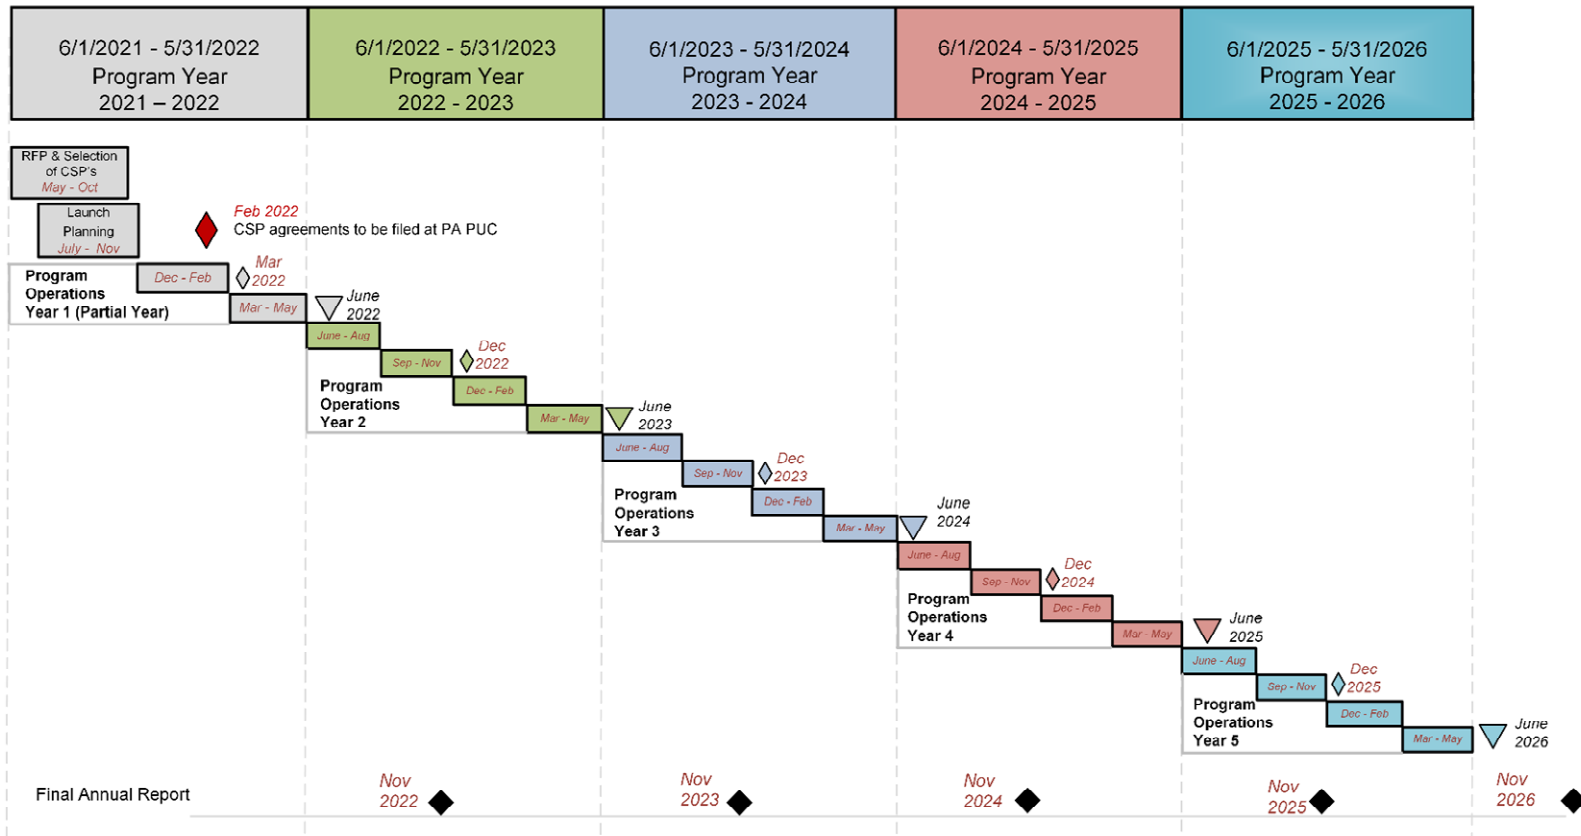 6/1/2021 - 5/31/2022
Program Year
2021 – 2022
6/1/2022 - 5/31/2023
Program Year
2022 - 2023
6/1/2023 - 5/31/2024
Program Year
2023 - 2024
6/1/2024 - 5/31/2025
Program Year
2024 - 2025
6/1/2025 - 5/31/2026
Program Year
2025 - 2026
RFP & Selection
of CSP's
May - Oct
Launch
Planning
July - Nov
Feb 2022
CSP agreements to be filed at PA PUC
Program
Operations
Year 1 (Partial Year)
Dec - Feb
Mar
2022
Mar - May
June
2022
June - Aug
Sep - Nov
Dec
2022
Program
Operations
Year 2
Dec - Feb
Mar - May
June
2023
June - Aug
Sep - Nov
Dec
2023
Program
Operations
Year 3
Dec - Feb
Mar - May
June
2024
June - Aug
Sep - Nov
Dec
2024
Program
Operations
Year 4
Dec - Feb
Mar - May
June
2025
June - Aug
Sep - Nov
Dec
2025
Program
Operations
Year 5
Dec - Feb
Mar - May
June
2026
Final Annual Report
Nov
2022
Nov
2023
Nov
2024
Nov
2025
Nov
2026